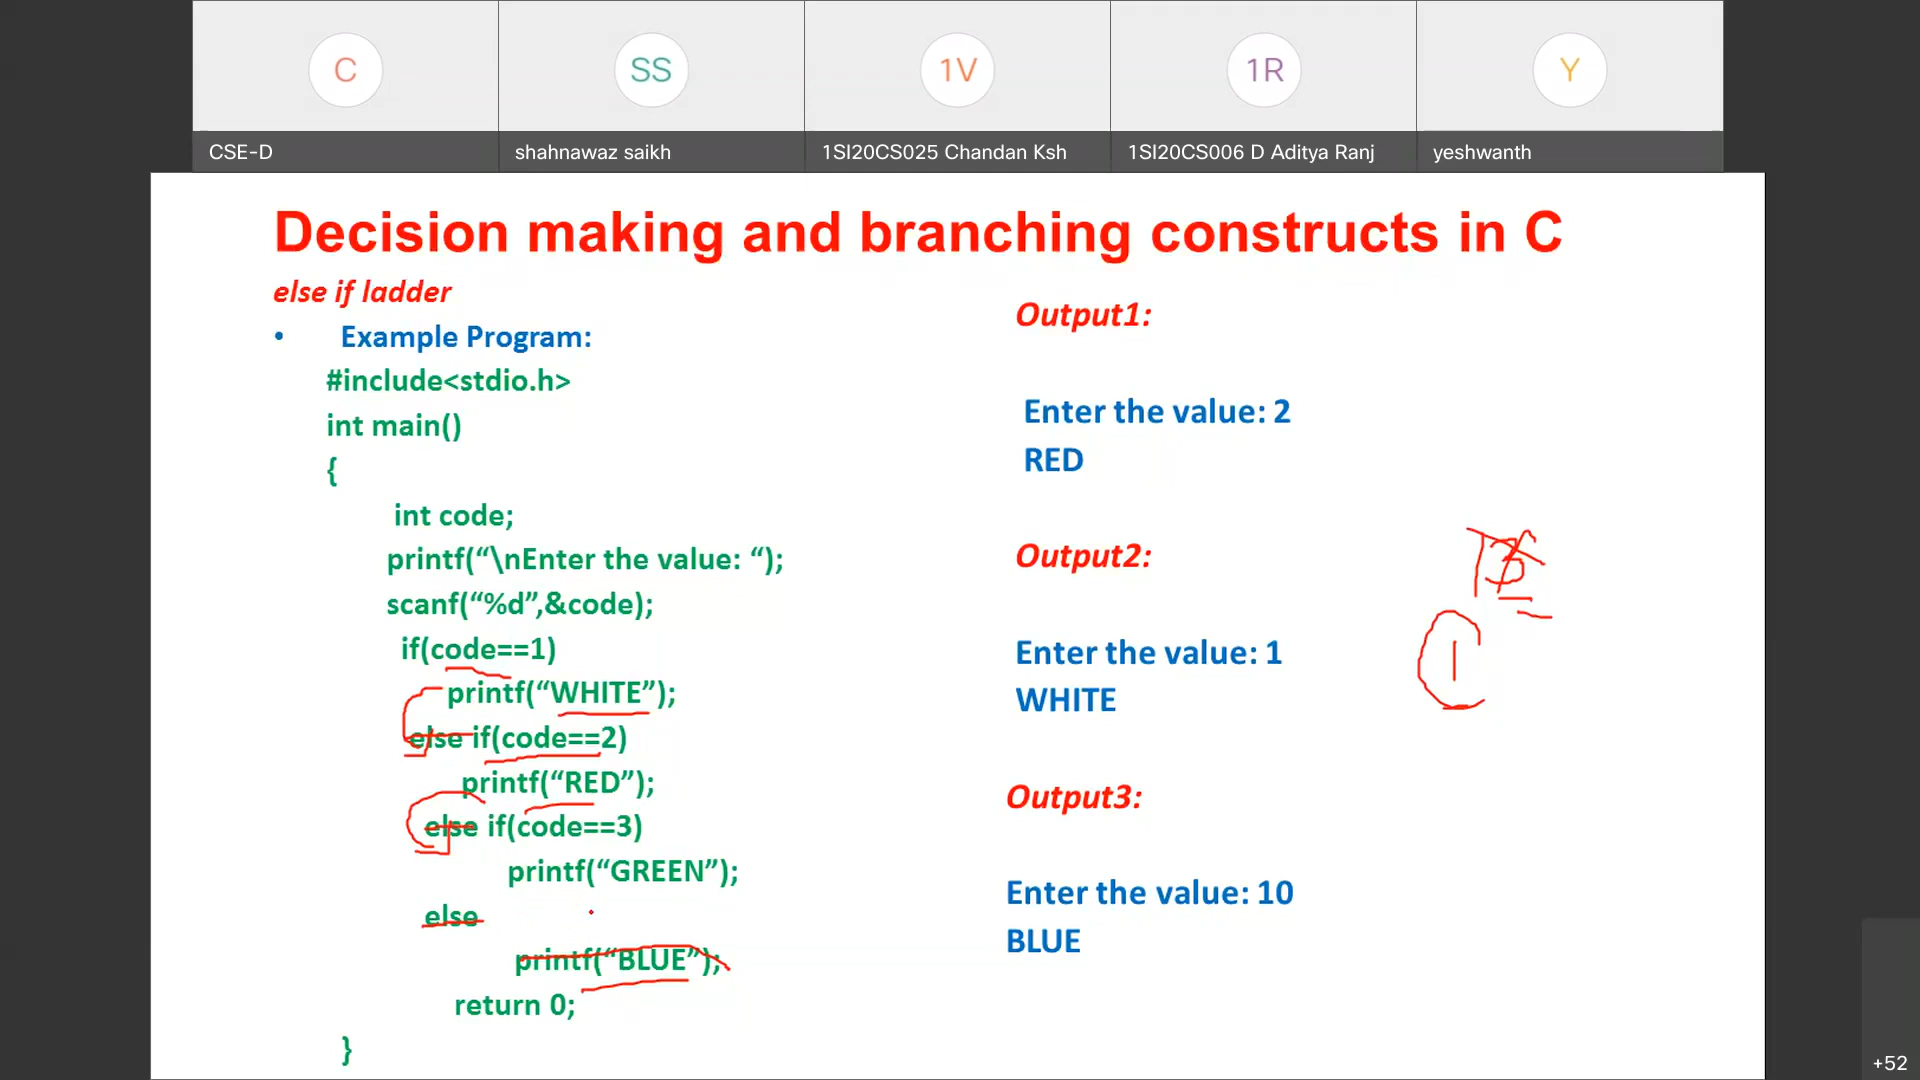 C
SS
1V
1R
Y
CSE-D
shahnawaz saikh
1SI20CS025 Chandan Ksh
1SI20CS006 D Aditya Ranj
yeshwanth
Decision making and branching constructs in C
else if ladder
• Example Program:
#include<stdio.h>
int main()
{
int code;
printf(“\nEnter the value: “);
scanf(“%d”,&code);
if(code==1)
printf(“WHITE”);
else if(code==2)
printf(“RED”);
else if(code==3)
printf(“GREEN”);
else
printf(“BLUE”);
return 0;
}
Output1:
Enter the value: 2
RED
Output2:
Enter the value: 1
WHITE
Output3:
Enter the value: 10
BLUE
1
+52